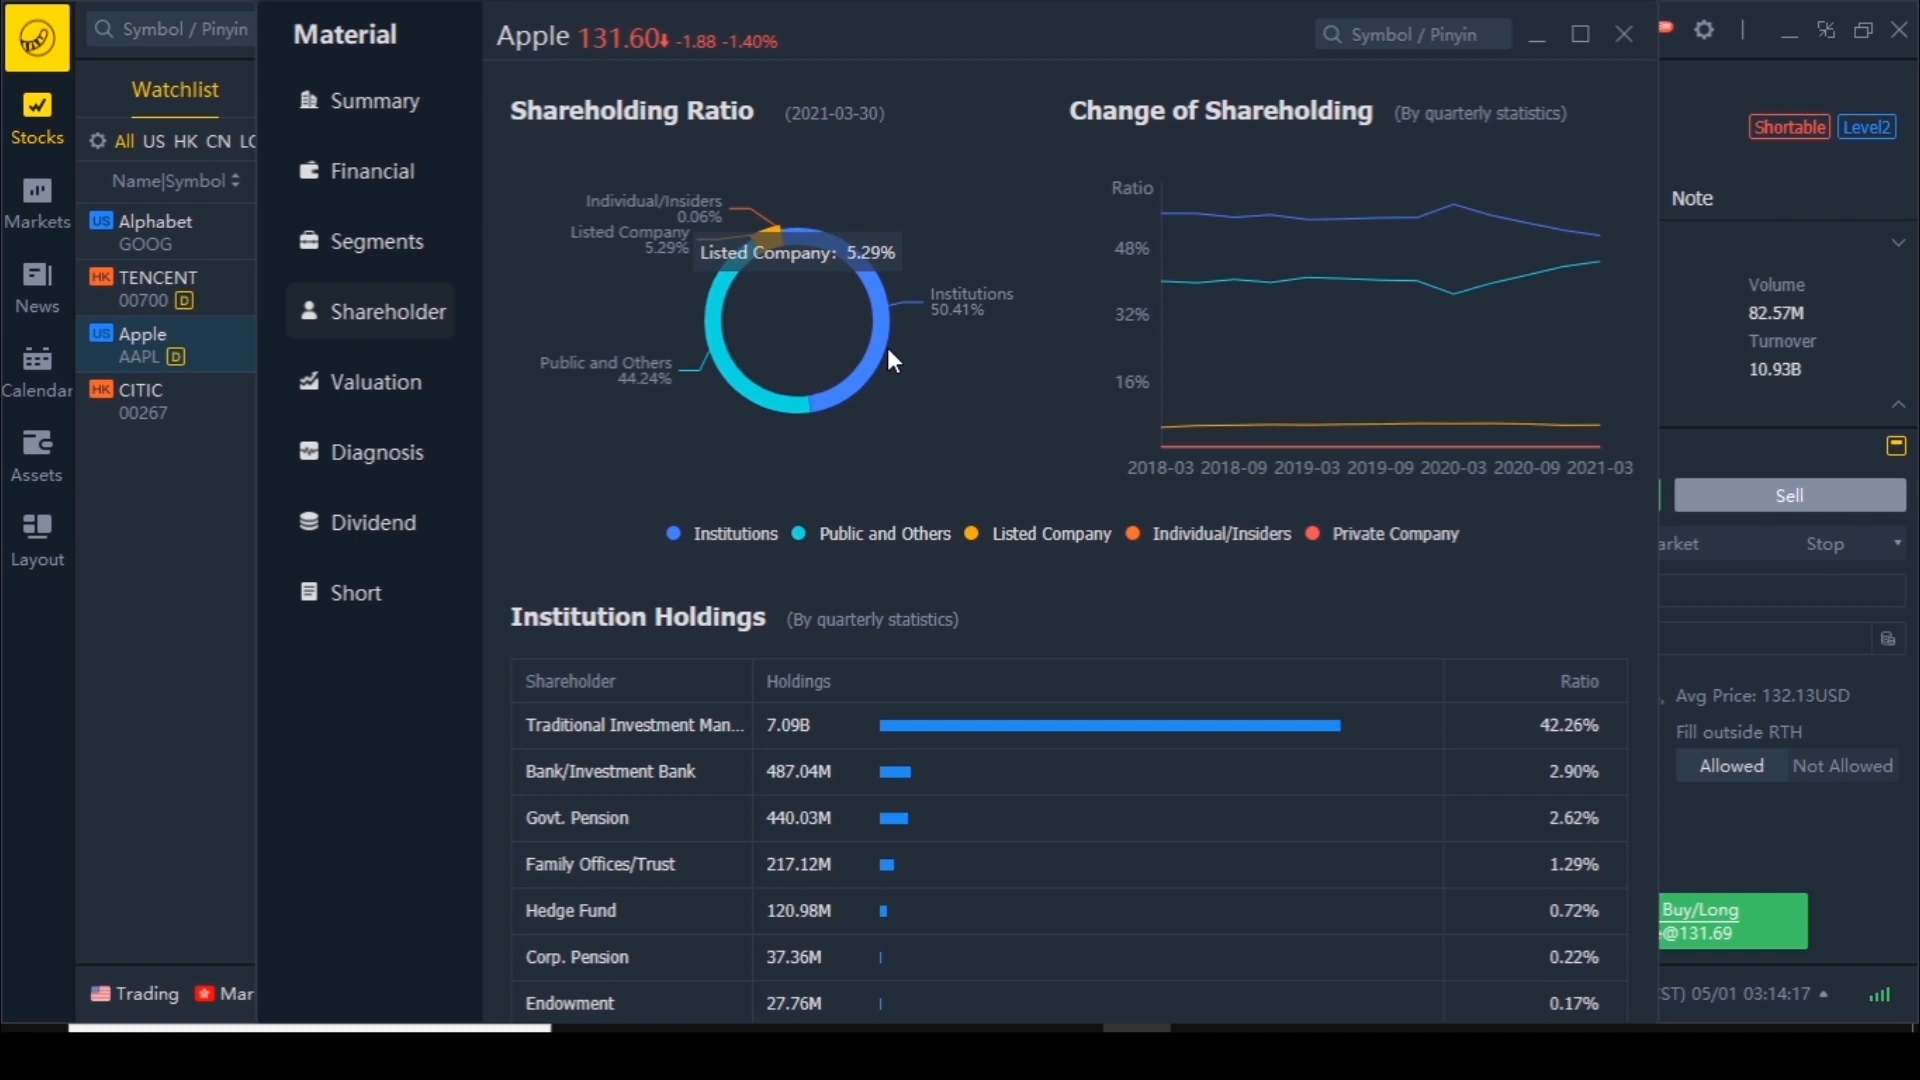 Symbol / Pinyin
Watchlist
All US HK CN
Name|Symbol
US Alphabet
GOOG
HK TENCENT
00700 D
US Apple
AAPL D
HK CITIC
00267
Stocks
Markets
News
Calendar
Assets
Layout
Trading
Mar
Material
Summary
Financial
Segments
Shareholder
Valuation
Diagnosis
Dividend
Short
Apple 131.60 -1.88 -1.40%
Symbol / Pinyin
Shareholding Ratio (2021-03-30)
Individual/Insiders
0.06%
Listed Company
5.29%
Listed Company: 5.29%
Institutions
50.41%
Public and Others
44.24%
Change of Shareholding (By quarterly statistics)
Ratio
48%
32%
16%
2018-03 2018-09 2019-03 2019-09 2020-03 2020-09 2021-03
Institutions Public and Others Listed Company Individual/Insiders Private Company
Institution Holdings (By quarterly statistics)
Shareholder Holdings Ratio
Traditional Investment Man... 7.09B 42.26%
Bank/Investment Bank 487.04M 2.90%
Govt. Pension 440.03M 2.62%
Family Offices/Trust 217.12M 1.29%
Hedge Fund 120.98M 0.72%
Corp. Pension 37.36M 0.22%
Endowment 27.76M 0.17%
Shortable Level2
Note
Volume
82.57M
Turnover
10.93B
Sell
arket Stop
, Avg Price: 132.13USD
Fill outside RTH
Allowed Not Allowed
Buy/Long
@131.69
ST) 05/01 03:14:17